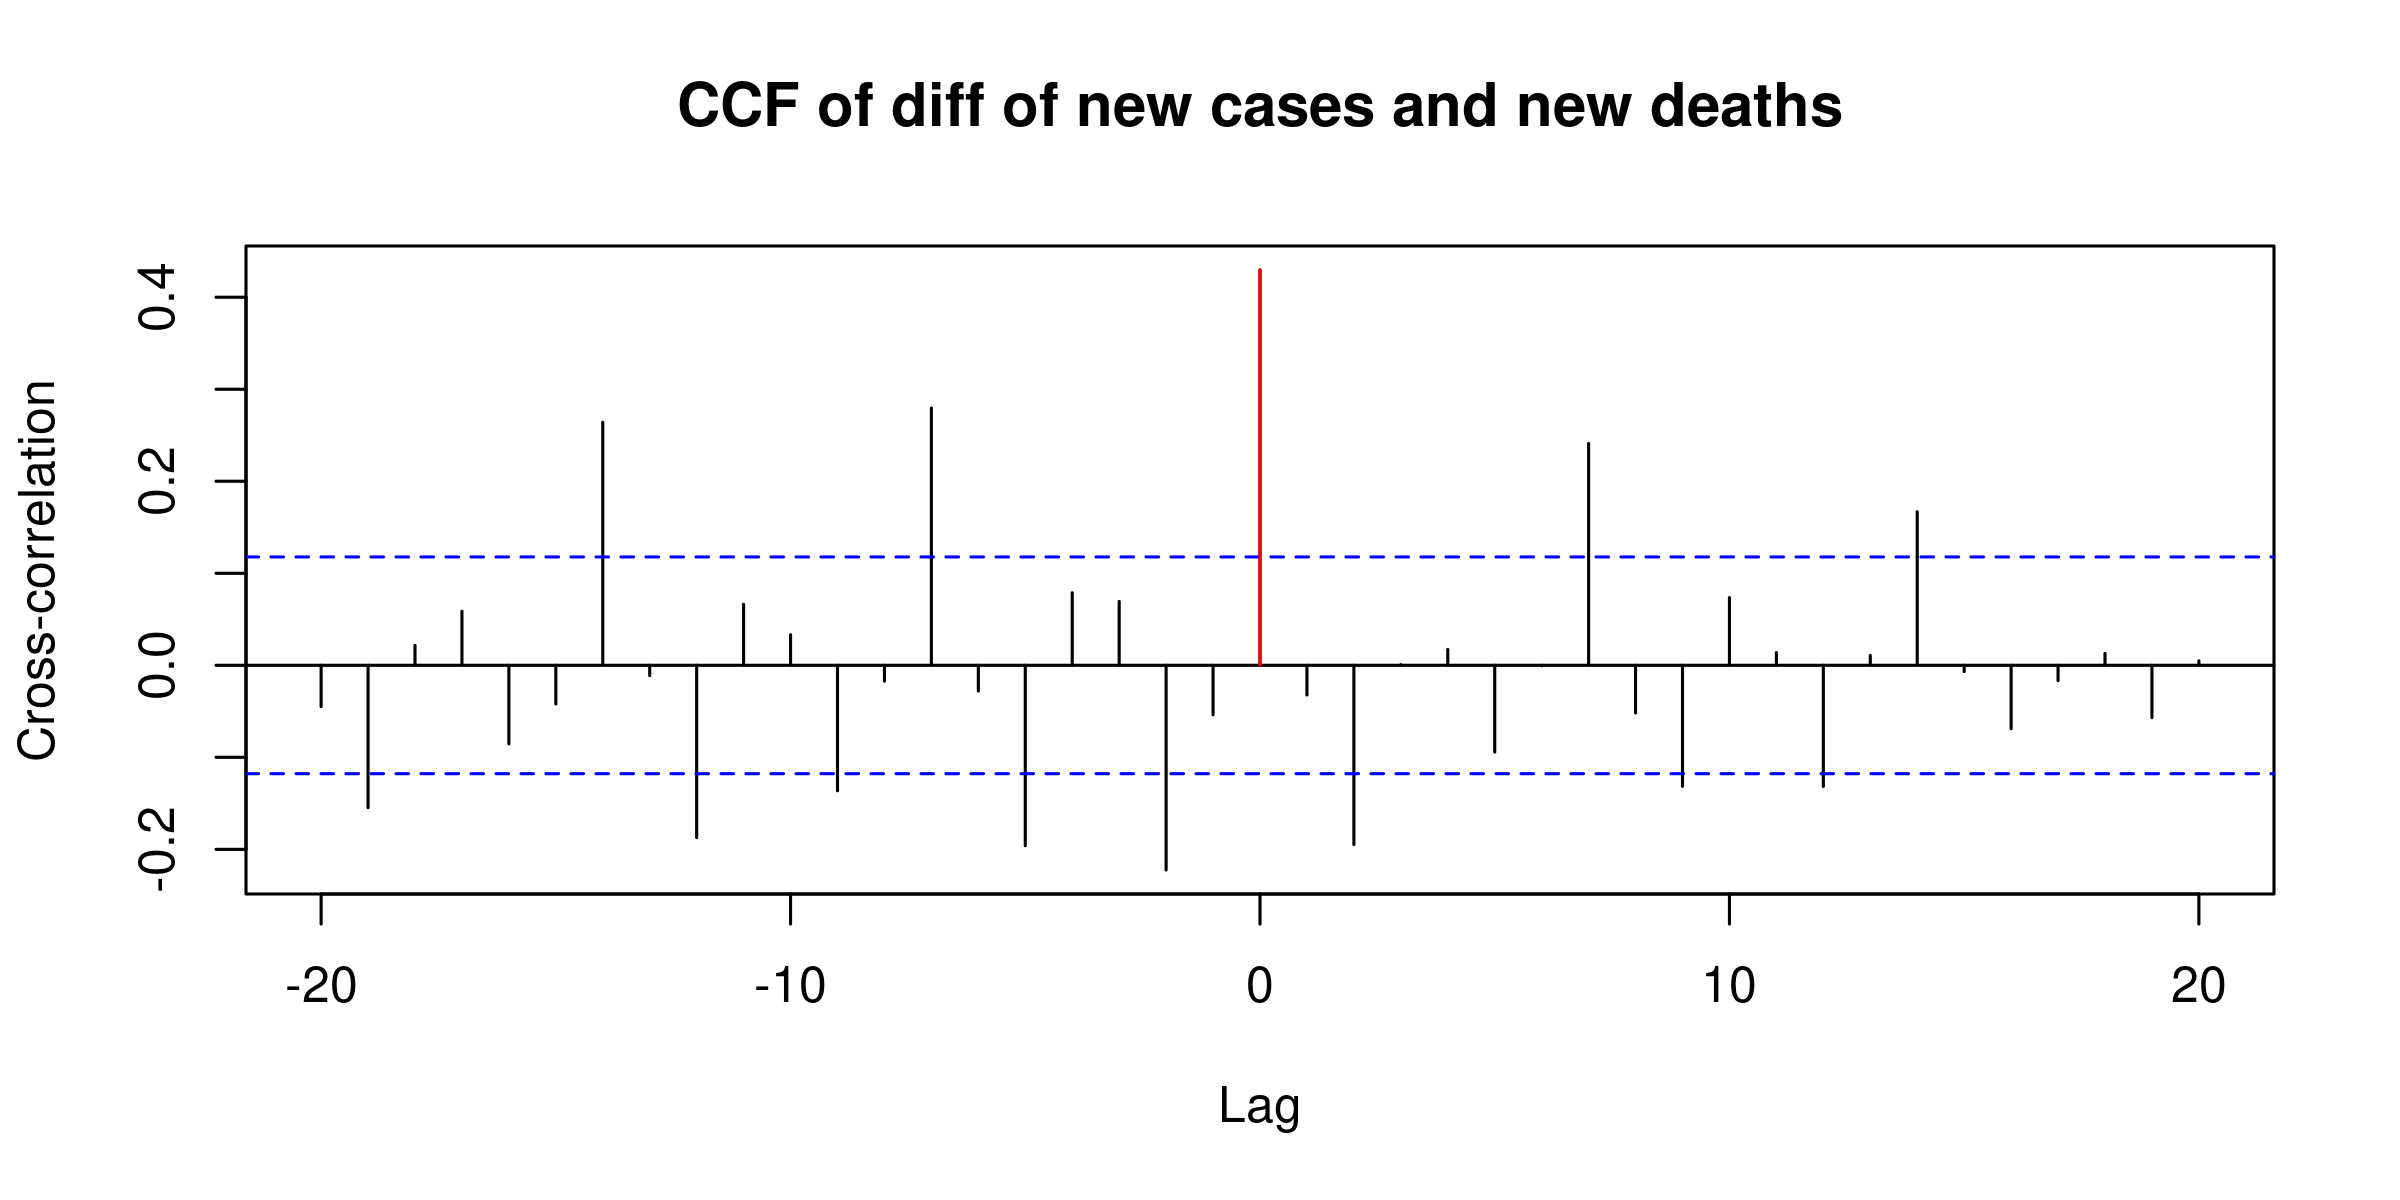 CCF of diff of new cases and new deaths
Cross-correlation
0.4
0.2
0.0
-0.2
-20 -10 0 10 20
Lag